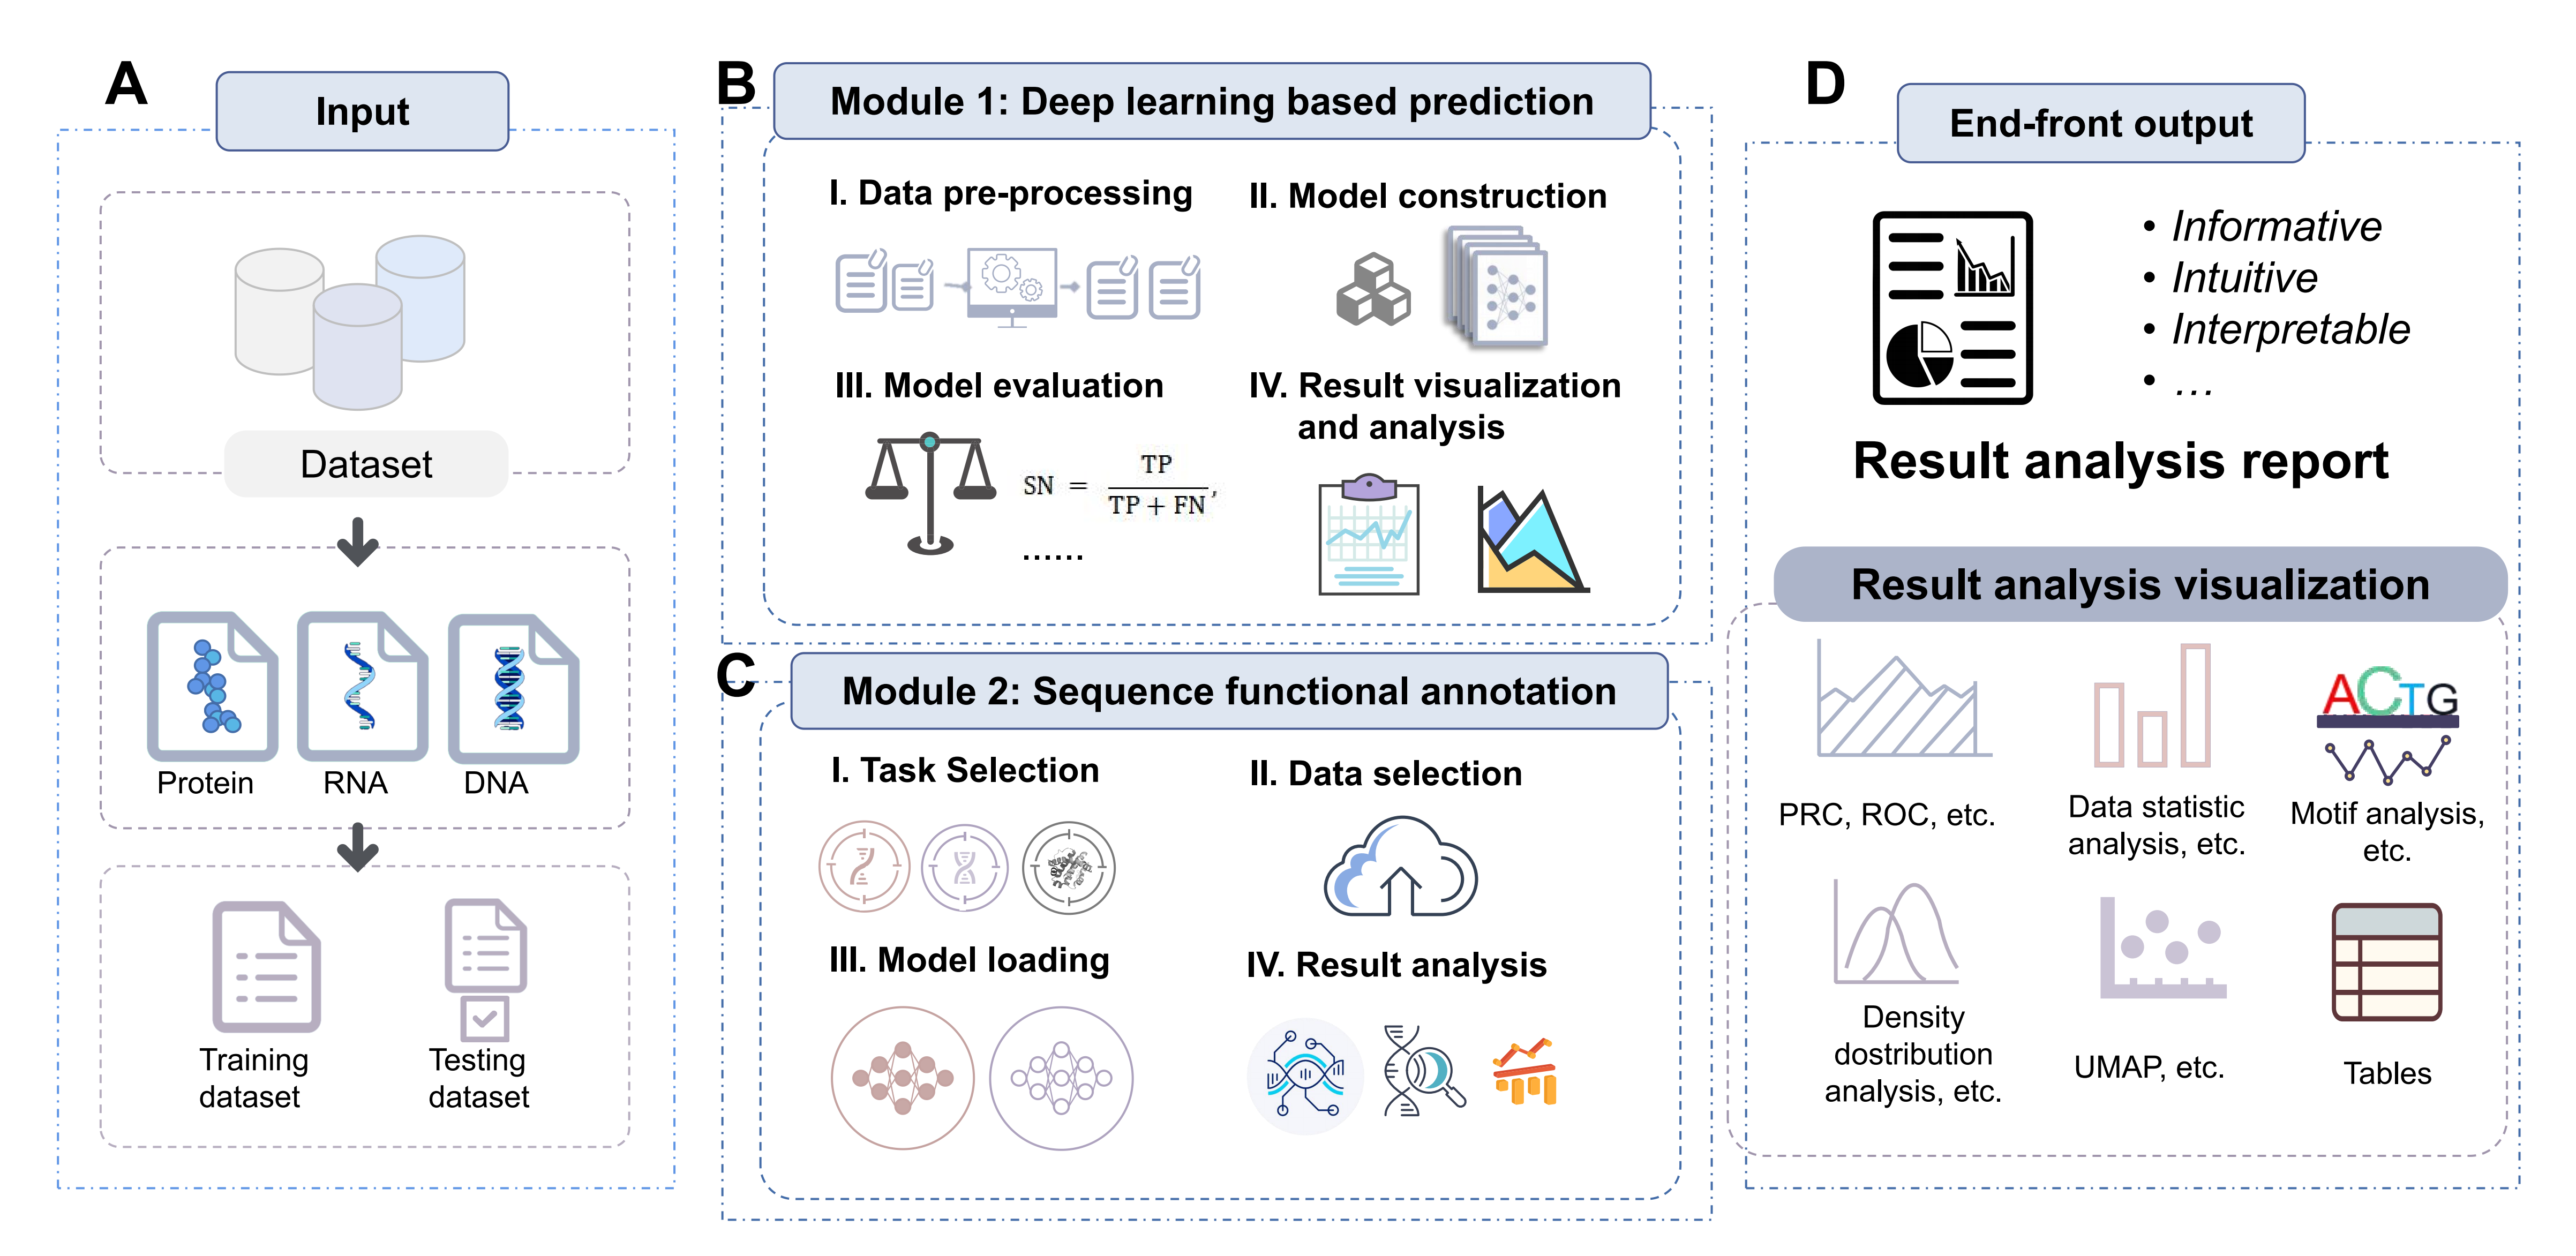 A
Input
Dataset
Protein
RNA
DNA
Training
dataset
Testing
dataset
B
Module 1: Deep learning based prediction
I. Data pre-processing
II. Model construction
III. Model evaluation
SN = TP / TP + FN,
......
IV. Result visualization
and analysis
C
Module 2: Sequence functional annotation
I. Task Selection
II. Data selection
III. Model loading
IV. Result analysis
D
End-front output
• Informative
• Intuitive
• Interpretable
• ...
Result analysis report
Result analysis visualization
PRC, ROC, etc.
Data statistic
analysis, etc.
ACTG
Motif analysis,
etc.
Density
dostribution
analysis, etc.
UMAP, etc.
Tables